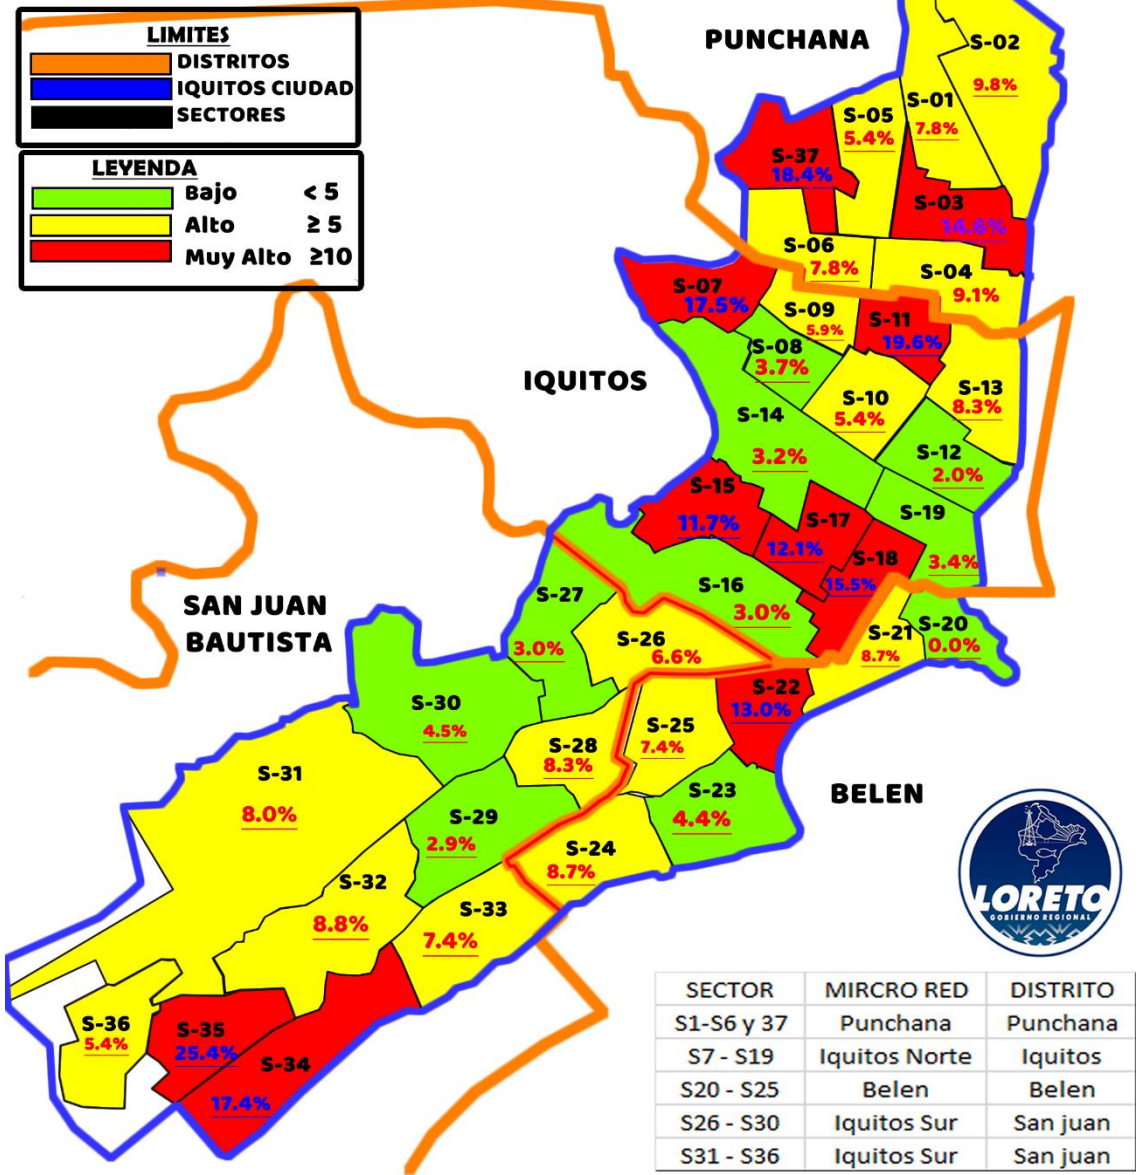 LIMITES
DISTRITOS
IQUITOS CIUDAD
SECTORES
LEYENDA
Bajo < 5
Alto ≥ 5
Muy Alto ≥10
PUNCHANA
S-02
9.8%
S-01
7.8%
S-05
5.4%
S-37
18.4%
S-03
14.6%
S-06
7.8%
S-04
9.1%
S-07
17.5%
S-09
5.9%
S-11
19.6%
S-08
3.7%
IQUITOS
S-10
5.4%
S-13
8.3%
S-14
3.2%
S-12
2.0%
S-15
11.7%
S-17
12.1%
S-19
3.4%
S-18
15.5%
S-16
3.0%
SAN JUAN
BAUTISTA
S-27
3.0%
S-26
6.6%
S-21
8.7%
S-20
0.0%
S-22
13.0%
S-30
4.5%
S-28
8.3%
S-25
7.4%
S-31
8.0%
S-23
4.4%
BELEN
S-29
2.9%
S-24
8.7%
S-32
8.8%
S-33
7.4%
S-36
5.4%
S-35
25.4%
S-34
17.4%
LORETO
GOBIERNO REGIONAL
SECTOR MIRCRO RED DISTRITO
S1-S6 y 37 Punchana Punchana
S7 - S19 Iquitos Norte Iquitos
S20 - S25 Belen Belen
S26 - S30 Iquitos Sur San juan
S31 - S36 Iquitos Sur San juan